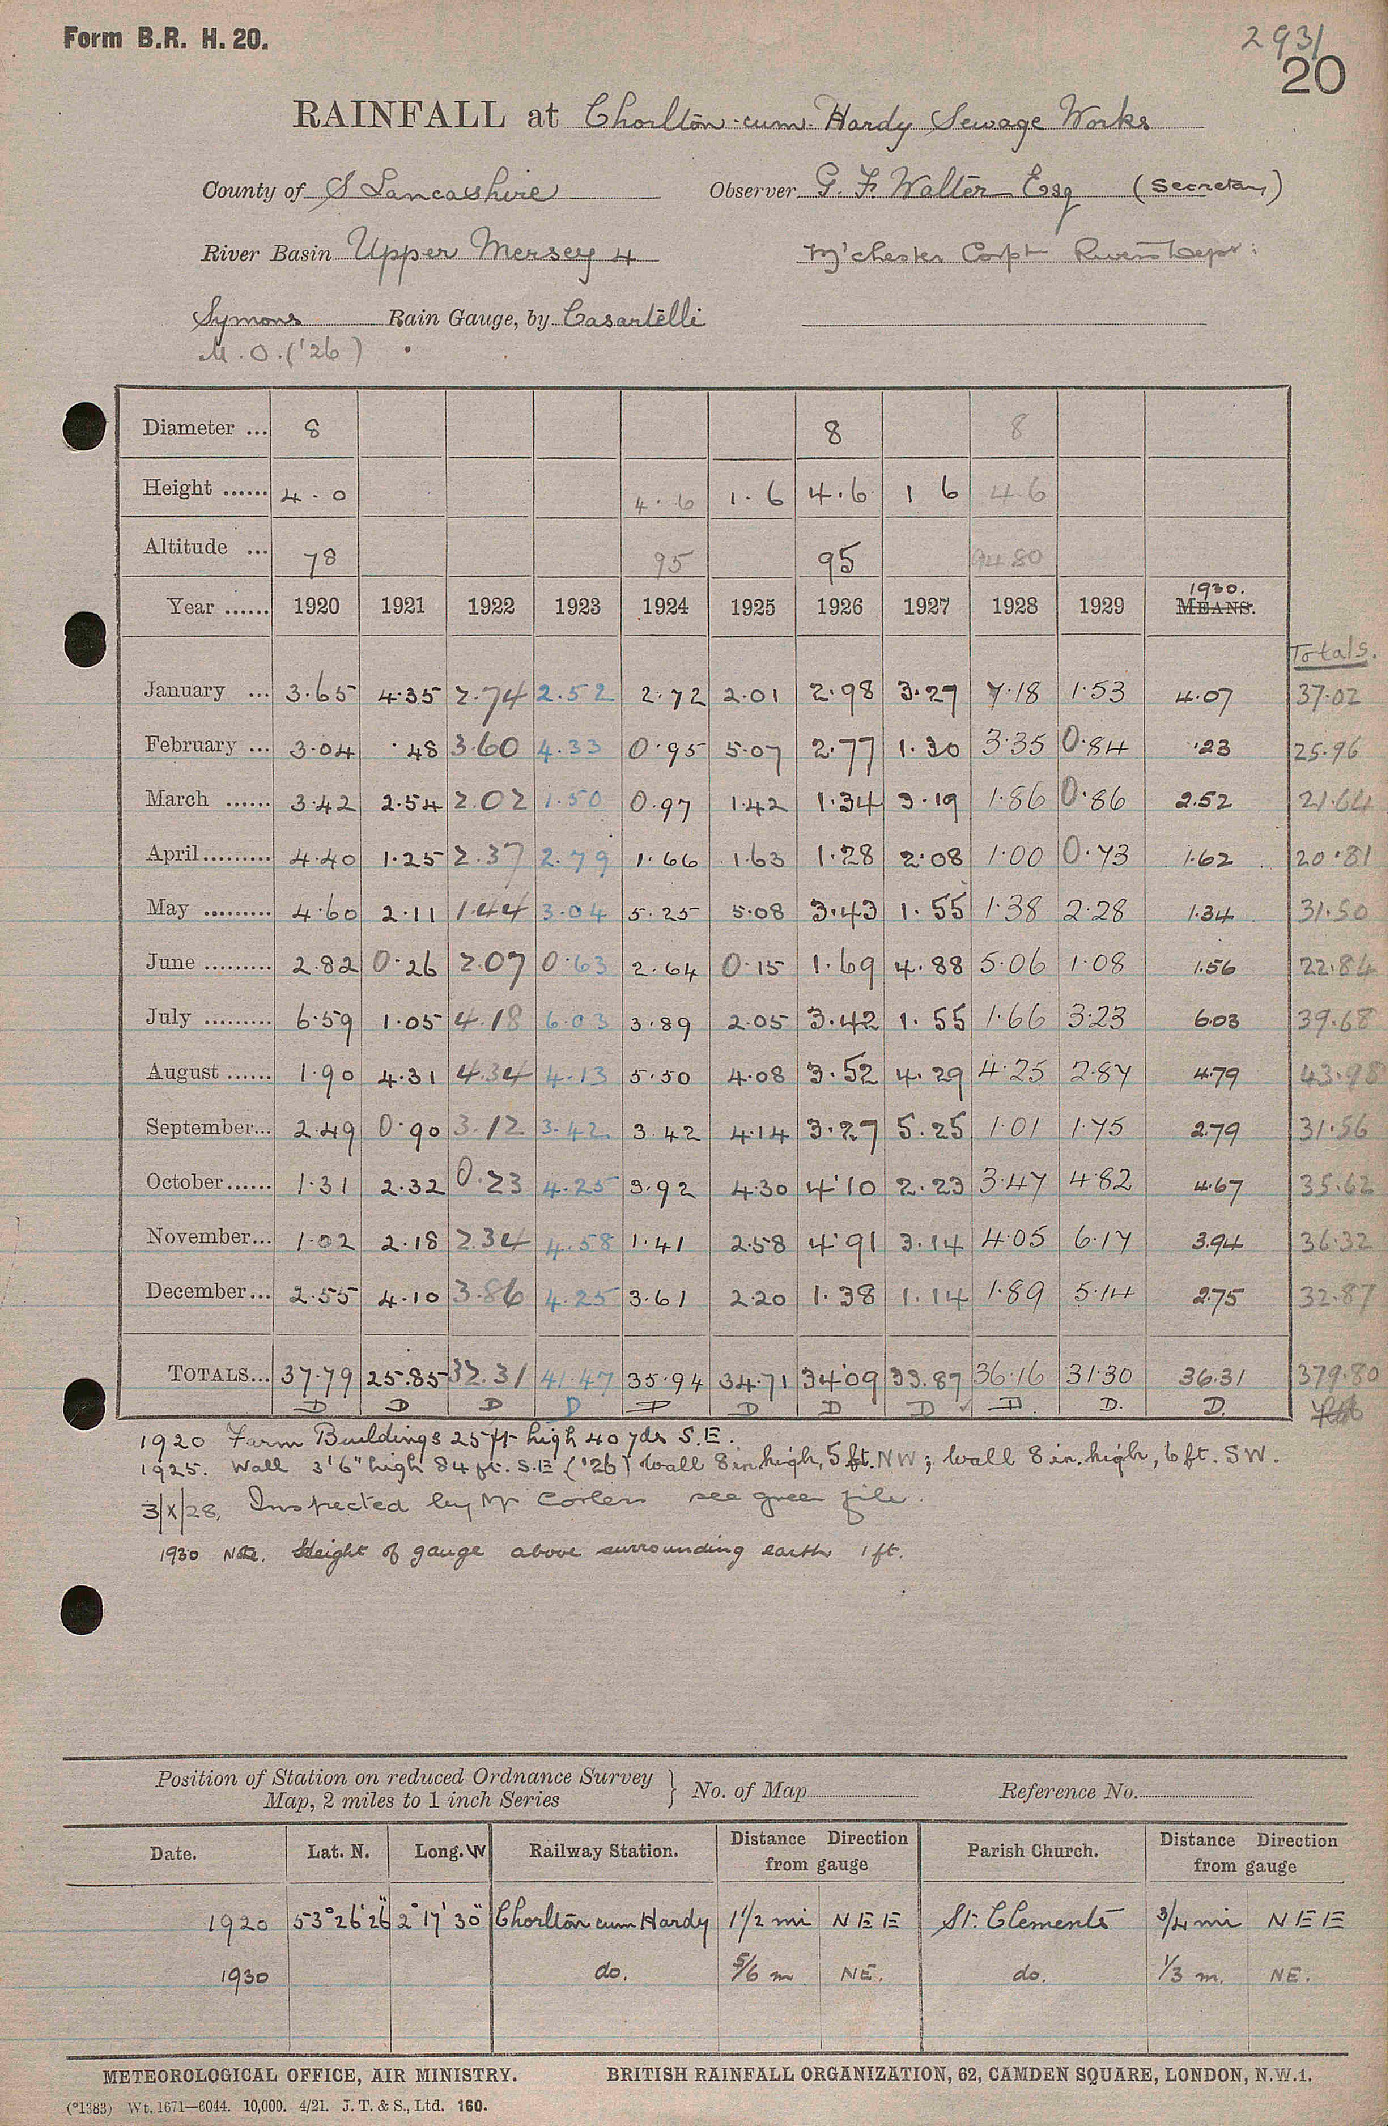 Form B.R. H. 20.
2931
20
RAINFALL at Chorlton-cum-Hardy Sewage Works
County of S Lancashire Observer G. F. Walter Esq (Secretary)
River Basin Upper Mersey 4 M'chester Corpn Rivers Dept:
Symons Rain Gauge, by Casartelli
M.O. ('26)
Diameter ... 8 8 8
Height ...... 4.0 4.6 1.6 4.6 1 6 4.6
Altitude ... 78 95 95 94 80
1930.
Year ...... 1920 1921 1922 1923 1924 1925 1926 1927 1928 1929 MEANS.
Totals.
January ... 3.65 4.35 2.74 2.52 2.72 2.01 2.98 3.27 7.18 1.53 4.07 37.02
February ... 3.04 .48 3.60 4.33 0.95 5.07 2.77 1.30 3.35 0.84 .23 25.96
March ...... 3.42 2.54 2.02 1.50 0.97 1.42 1.34 3.19 1.86 0.86 2.52 21.64
April......... 4.40 1.25 2.37 2.79 1.66 1.63 1.28 2.08 1.00 0.73 1.62 20.81
May ......... 4.60 2.11 1.44 3.04 5.25 5.08 3.43 1.55 1.38 2.28 1.34 31.50
June ......... 2.82 0.26 2.07 0.63 2.64 0.15 1.69 4.88 5.06 1.08 1.56 22.84
July ......... 6.59 1.05 4.18 6.03 3.89 2.05 3.42 1.55 1.66 3.23 6.03 39.68
August ...... 1.90 4.31 4.34 4.13 5.50 4.08 3.52 4.29 4.25 2.87 4.79 43.98
September... 2.49 0.90 3.12 3.42 3.42 4.14 3.27 5.25 1.01 1.75 2.79 31.56
October...... 1.31 2.32 0.23 4.25 3.92 4.30 4.10 2.23 3.47 4.82 4.67 35.62
November... 1.02 2.18 2.34 4.58 1.41 2.58 4.91 3.14 4.05 6.17 3.94 36.32
December... 2.55 4.10 3.86 4.25 3.61 2.20 1.38 1.14 1.89 5.14 2.75 32.87
TOTALS... 37.79 25.85 32.31 41.47 35.94 34.71 34.09 33.87 36.16 31.30 36.31 379.80
D D D D D D D D ✓ D. D. D.
1920 Farm Buildings 25 ft high 40 yds S.E.
1925. Wall 3'6" high 84 ft. S.E. ('26) Wall 8 in. high, 5 ft. NW; Wall 8 in. high, 6 ft. SW.
3/X/28, Inspected by Mr see green file.
1930 Note. Height of gauge above surrounding earth 1 ft.
Position of Station on reduced Ordnance Survey } No. of Map Reference No.
Map, 2 miles to 1 inch Series
Date. Lat. N. Long. W Railway Station. Distance Direction from gauge Parish Church. Distance Direction from gauge
1920 53°26'26" 2°17'30" Chorlton cum Hardy 1 1/2 mi N E E St. Clements 3/4 mi N E E
1930 do. 5/6 m NE. do. 1/3 m. NE.
METEOROLOGICAL OFFICE, AIR MINISTRY. BRITISH RAINFALL ORGANIZATION, 62, CAMDEN SQUARE, LONDON, N.W.1.
(*1383) Wt. 1671—6044. 10,000. 4/21. J. T. & S., Ltd. 160.